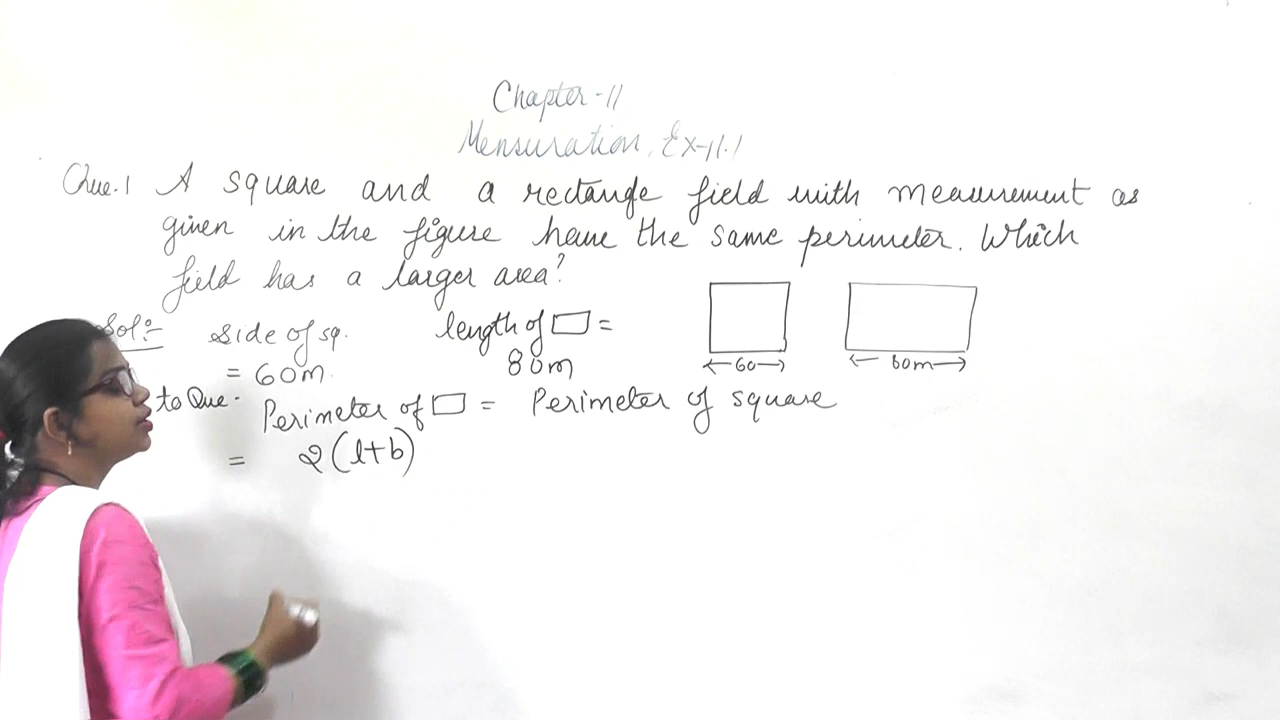 Chapter-11
Mensuration, Ex-11.1
Que.1 A square and a rectange field with measurement as
given in the figure have the same perimeter. Which
field has a larger area?
Sol:- side of sq. length of ▭ =
= 60m. 80m
60 80m
to Que. Perimeter of ▭ = Perimeter of square
= 2(l+b)